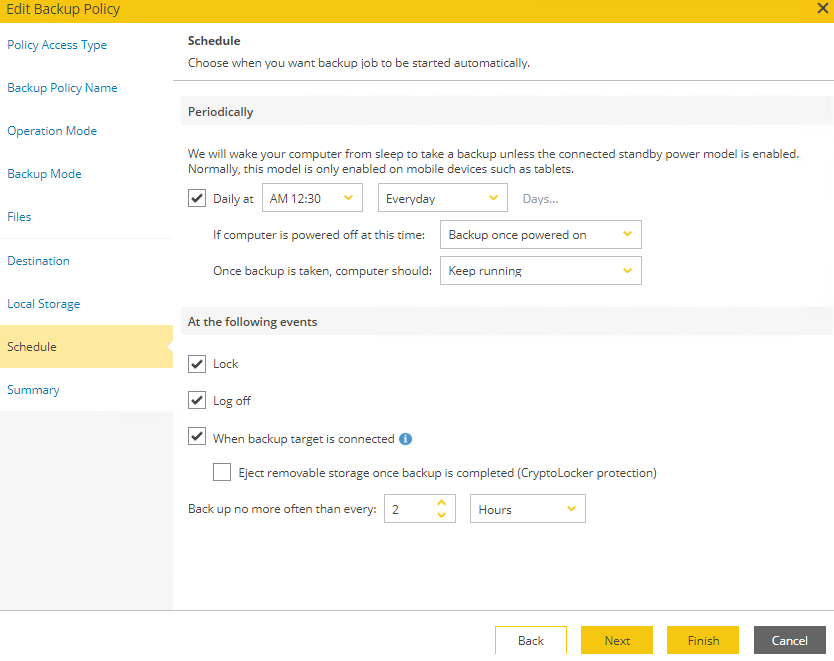 Edit Backup Policy
Policy Access Type
Backup Policy Name
Operation Mode
Backup Mode
Files
Destination
Local Storage
Schedule
Summary
Schedule
Choose when you want backup job to be started automatically.
Periodically
We will wake your computer from sleep to take a backup unless the connected standby power model is enabled.
Normally, this model is only enabled on mobile devices such as tablets.
Daily at AM 12:30 Everyday Days...
If computer is powered off at this time: Backup once powered on
Once backup is taken, computer should: Keep running
At the following events
Lock
Log off
When backup target is connected i
Eject removable storage once backup is completed (CryptoLocker protection)
Back up no more often than every: 2 Hours
Back Next Finish Cancel